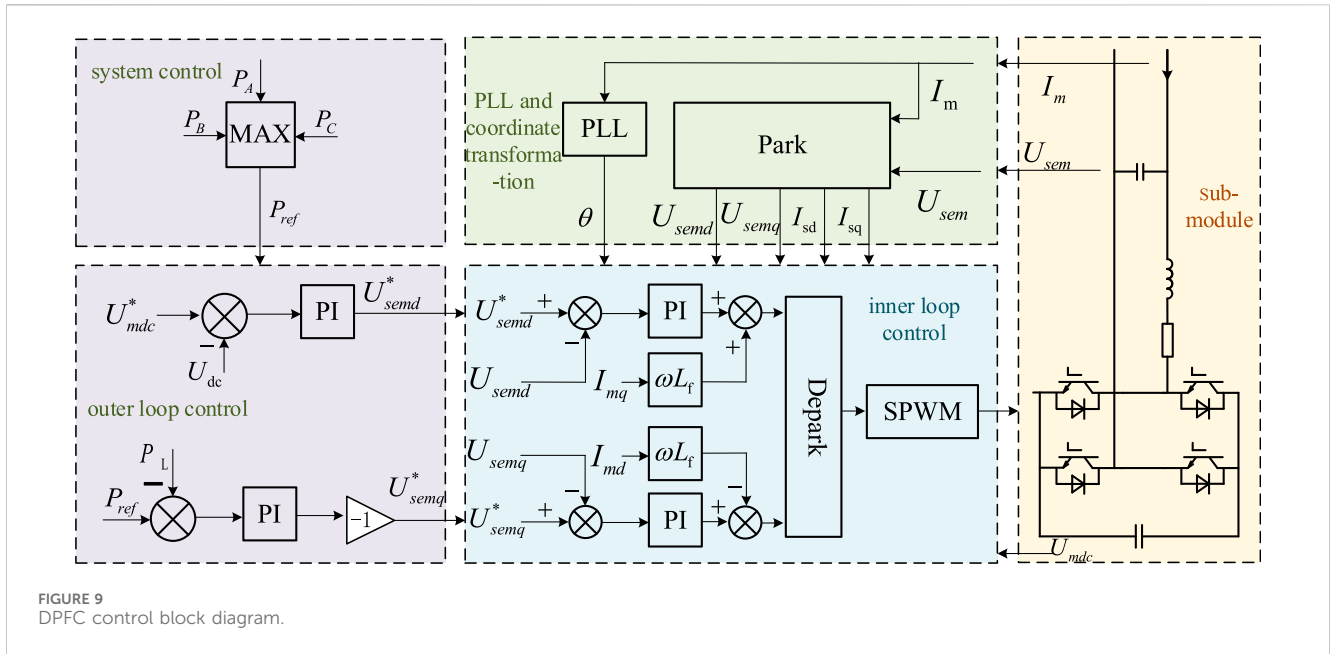 system control
P_A
P_B
MAX
P_C
P_ref
PLL and
coordinate
transforma
-tion
PLL
Park
I_m
U_sem
θ
U_semd
U_semq
I_sd
I_sq
I_m
U_sem
sub-
module
U*_mdc
−
U_dc
PI
U*_semd
outer loop control
P_L
−
P_ref
PI
-1
U*_semq
inner loop
control
U*_semd
+
−
PI
+
+
U_semd
I_mq
ωL_f
U_semq
I_md
ωL_f
−
−
U*_semq
+
PI
+
Depark
SPWM
U_mdc
FIGURE 9
DPFC control block diagram.